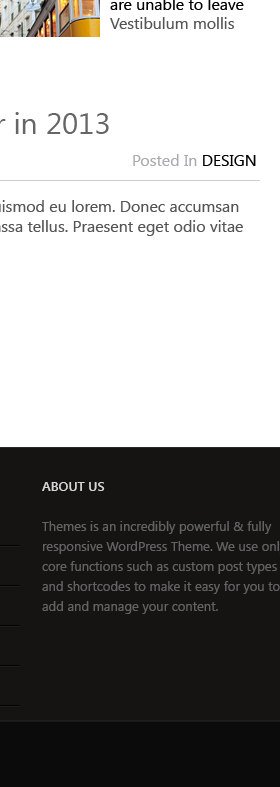 are unable to leave
Vestibulum mollis
r in 2013
Posted In DESIGN
uismod eu lorem. Donec accumsan
assa tellus. Praesent eget odio vitae
ABOUT US
Themes is an incredibly powerful & fully
responsive WordPress Theme. We use onl
core functions such as custom post types
and shortcodes to make it easy for you to
add and manage your content.